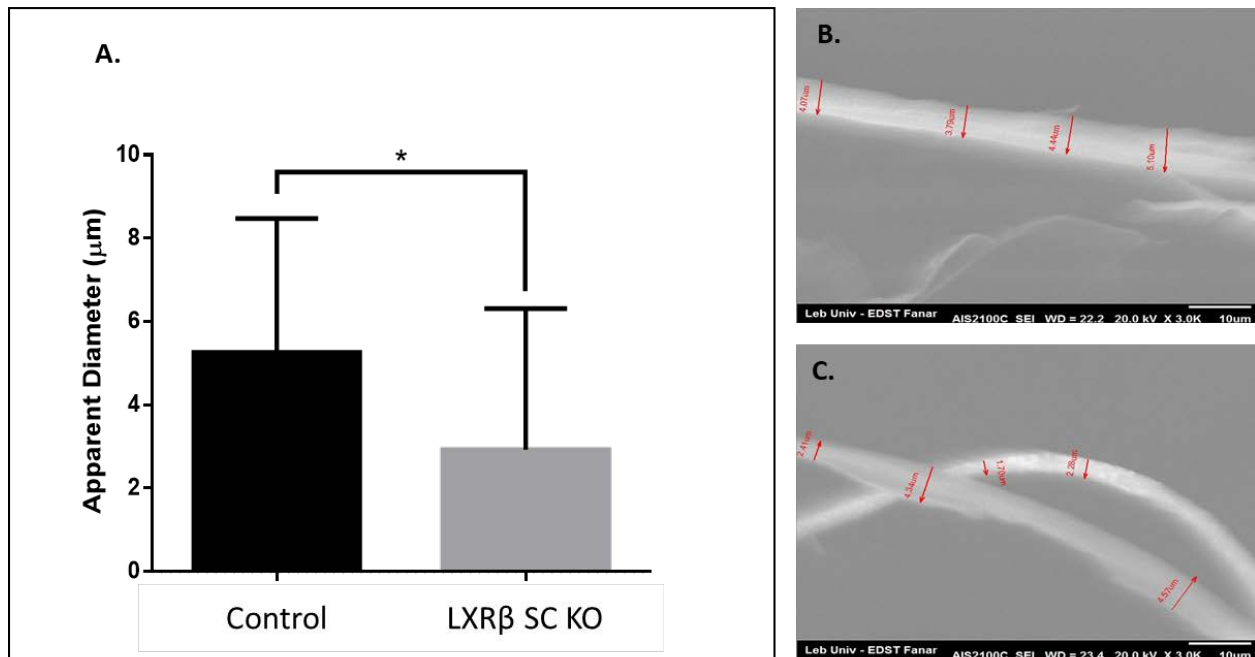 A.
*
Apparent Diameter (μm)
10
8
6
4
2
0
Control
LXRβ SC KO
B.
4.07um
3.79um
4.44um
5.10um
Leb Univ - EDST Fanar
AIS2100C SEI WD = 22.2 20.0 kV X 3.0K 10um
C.
2.41um
4.34um
1.70um
2.28um
4.57um
Leb Univ - EDST Fanar
AIS2100C SEI WD = 23.4 20.0 kV X 3.0K 10um